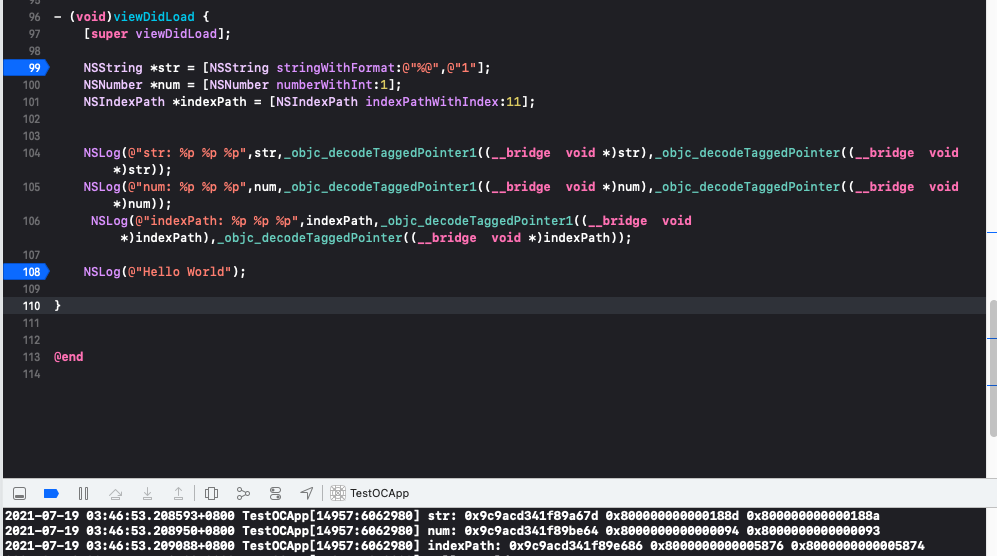 95
96 - (void)viewDidLoad {
97 [super viewDidLoad];
98
99 NSString *str = [NSString stringWithFormat:@"%@",@"1"];
100 NSNumber *num = [NSNumber numberWithInt:1];
101 NSIndexPath *indexPath = [NSIndexPath indexPathWithIndex:11];
102
103
104 NSLog(@"str: %p %p %p",str,_objc_decodeTaggedPointer1((__bridge void *)str),_objc_decodeTaggedPointer((__bridge void
*)str));
105 NSLog(@"num: %p %p %p",num,_objc_decodeTaggedPointer1((__bridge void *)num),_objc_decodeTaggedPointer((__bridge void
*)num));
106 NSLog(@"indexPath: %p %p %p",indexPath,_objc_decodeTaggedPointer1((__bridge void
*)indexPath),_objc_decodeTaggedPointer((__bridge void *)indexPath));
107
108 NSLog(@"Hello World");
109
110 }
111
112
113 @end
114
TestOCApp
2021-07-19 03:46:53.208593+0800 TestOCApp[14957:6062980] str: 0x9c9acd341f89a67d 0x800000000000188d 0x800000000000188a
2021-07-19 03:46:53.208950+0800 TestOCApp[14957:6062980] num: 0x9c9acd341f89be64 0x8000000000000094 0x8000000000000093
2021-07-19 03:46:53.209088+0800 TestOCApp[14957:6062980] indexPath: 0x9c9acd341f89e686 0x8000000000005876 0x8000000000005874